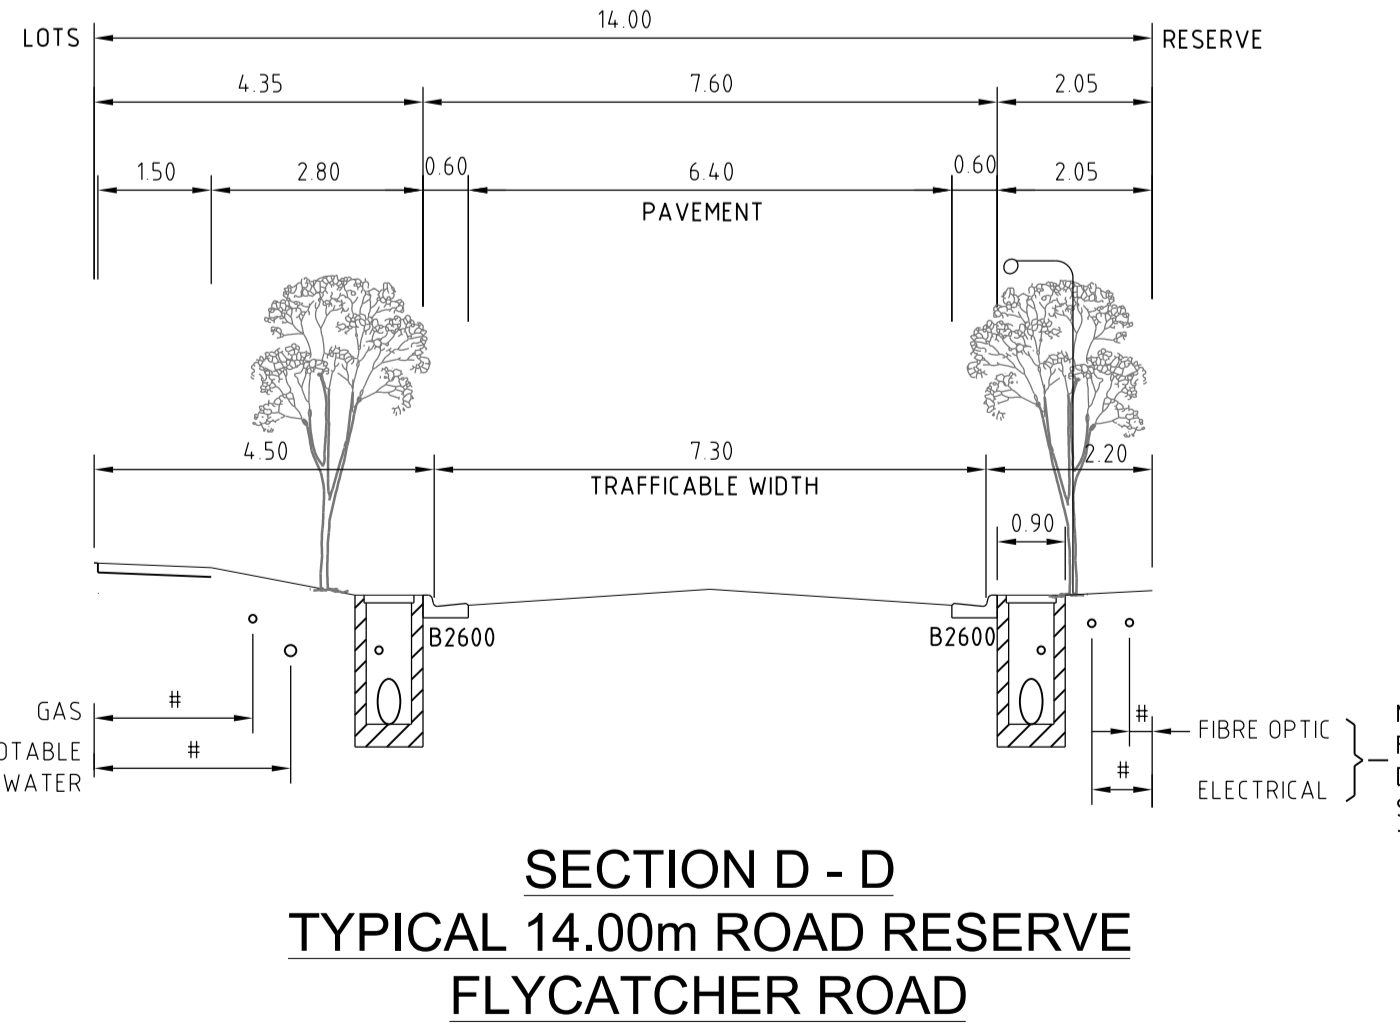 14.00
LOTS
RESERVE
4.35 7.60 2.05
1.50 2.80 0.60 6.40 0.60 2.05
PAVEMENT
4.50 7.30 2.20
TRAFFICABLE WIDTH
0.90
B2600 B2600
GAS # # FIBRE OPTIC
WATER # # ELECTRICAL
SECTION D - D
TYPICAL 14.00m ROAD RESERVE
FLYCATCHER ROAD